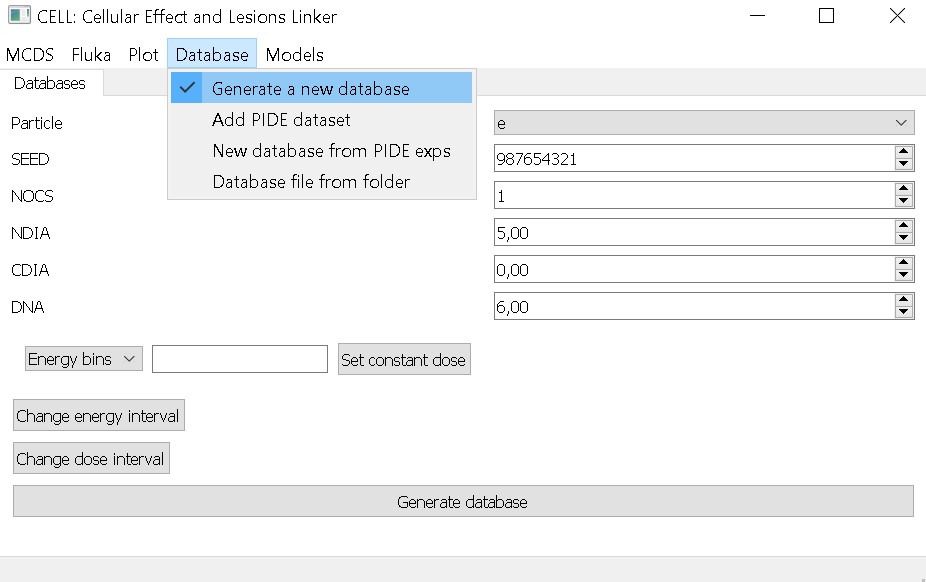 CELL: Cellular Effect and Lesions Linker
MCDS Fluka Plot Database Models
Databases
Generate a new database
Add PIDE dataset
New database from PIDE exps
Database file from folder
Particle e
SEED 987654321
NOCS 1
NDIA 5,00
CDIA 0,00
DNA 6,00
Energy bins Set constant dose
Change energy interval
Change dose interval
Generate database